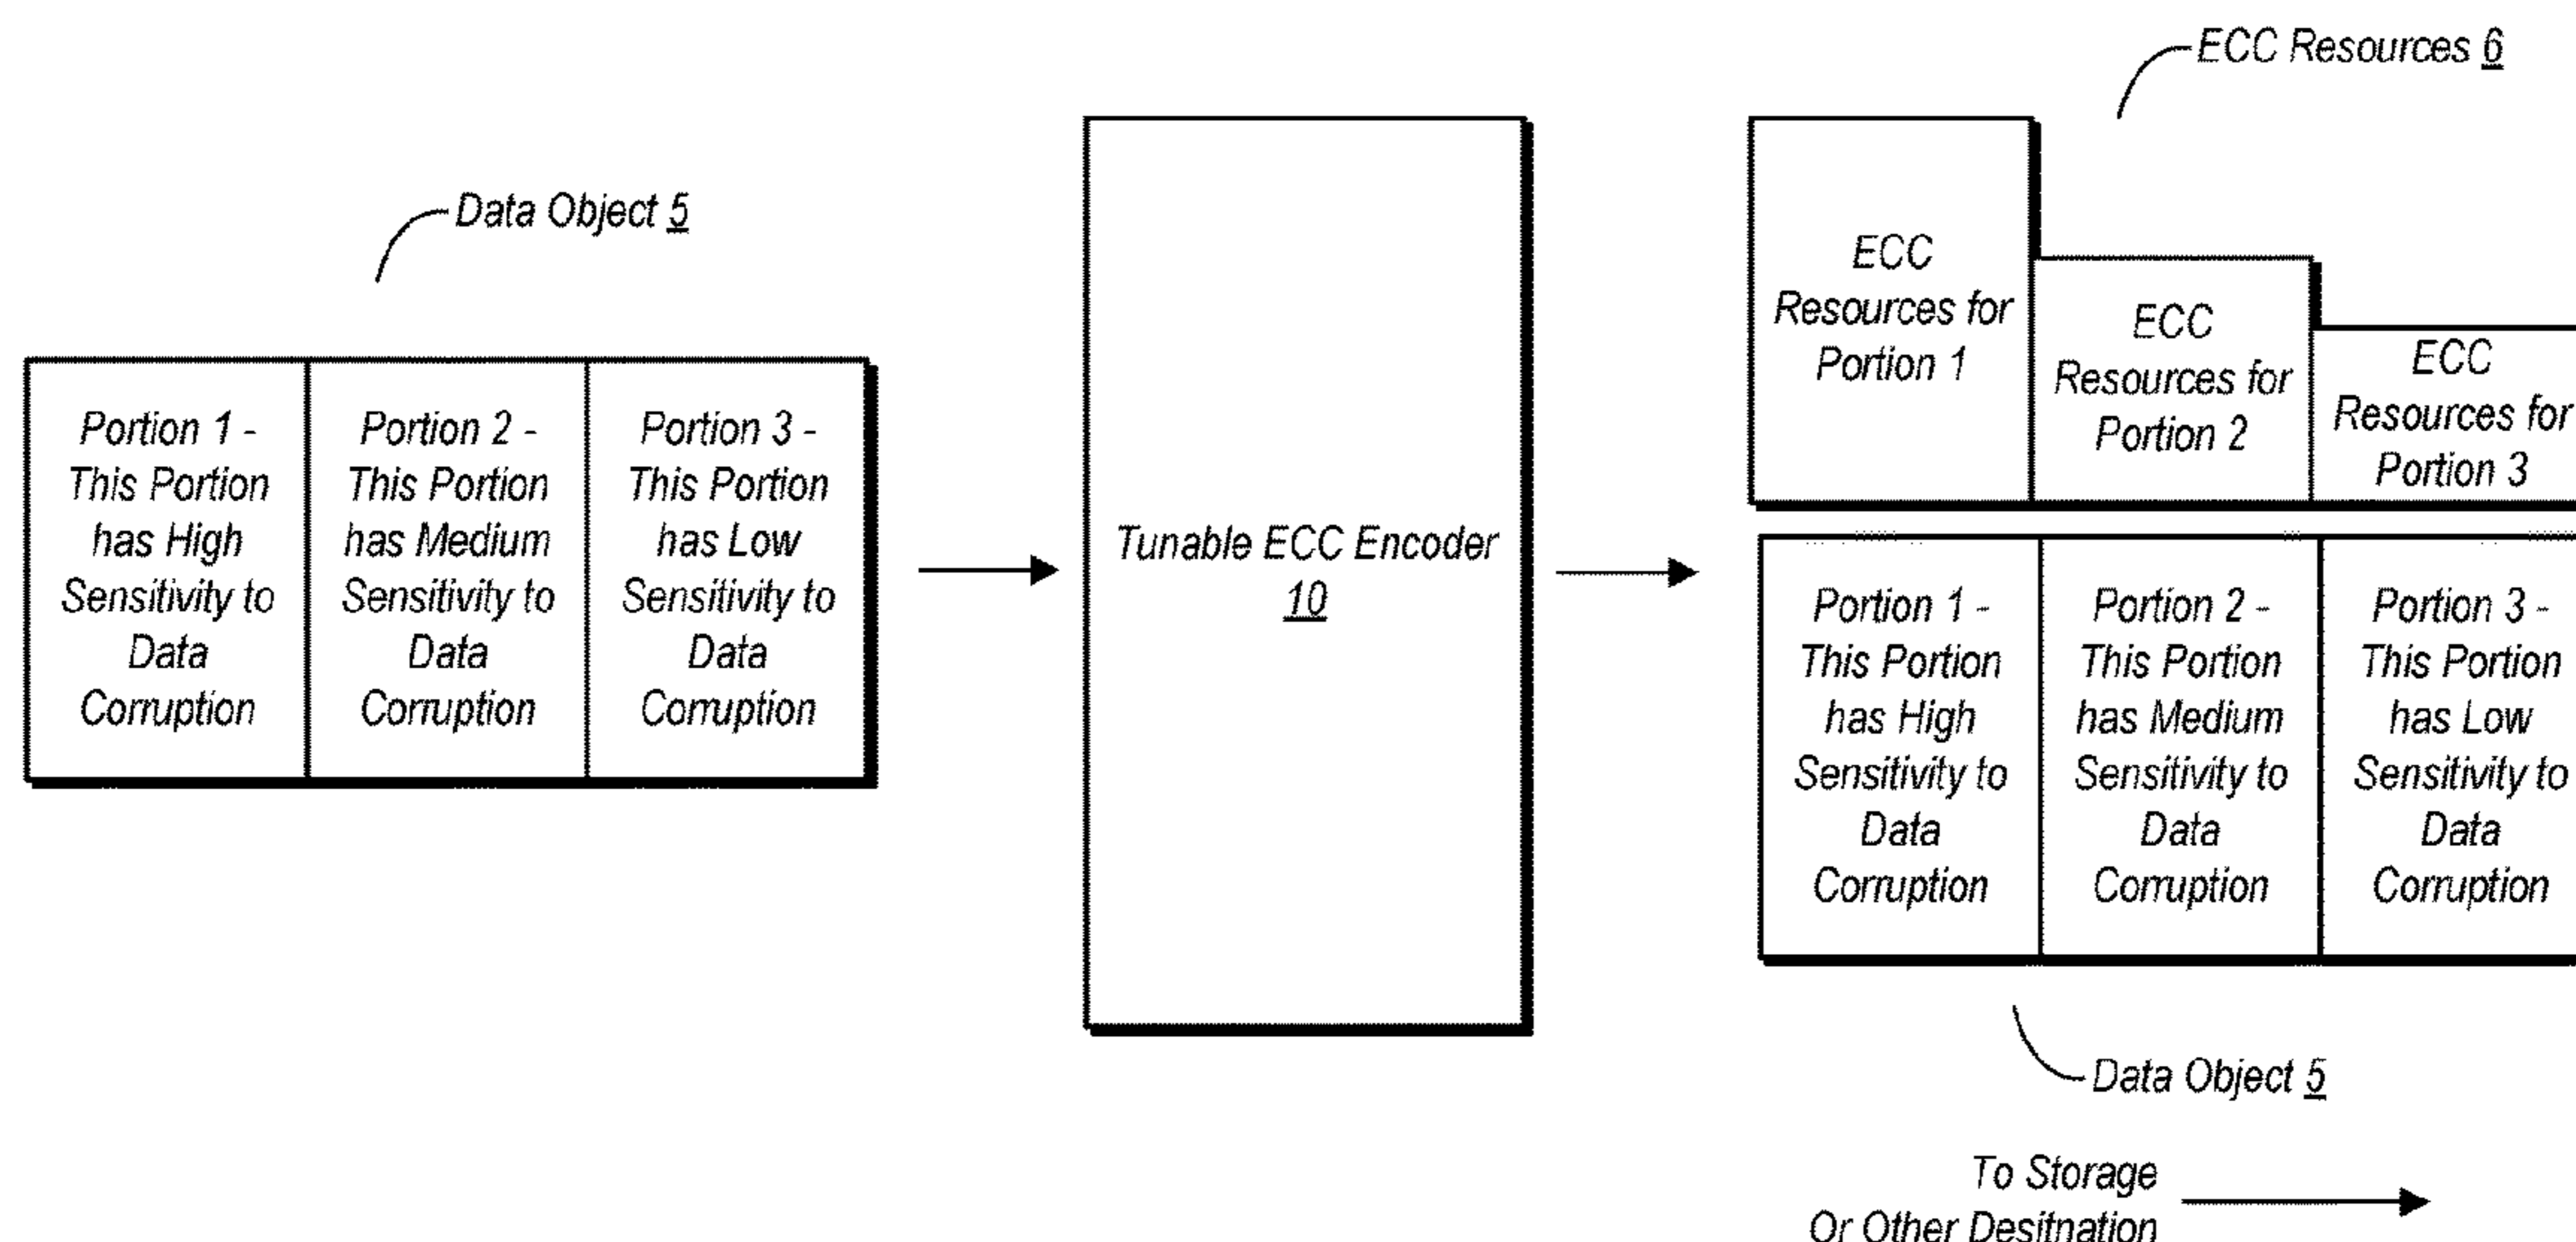 ECC Resources 6
Data Object 5
Portion 1 -
This Portion
has High
Sensitivity to
Data
Corruption
Portion 2 -
This Portion
has Medium
Sensitivity to
Data
Corruption
Portion 3 -
This Portion
has Low
Sensitivity to
Data
Corruption
Tunable ECC Encoder
10
ECC
Resources for
Portion 1
ECC
Resources for
Portion 2
ECC
Resources for
Portion 3
Portion 1 -
This Portion
has High
Sensitivity to
Data
Corruption
Portion 2 -
This Portion
has Medium
Sensitivity to
Data
Corruption
Portion 3 -
This Portion
has Low
Sensitivity to
Data
Corruption
Data Object 5
To Storage
Or Other Desitnation